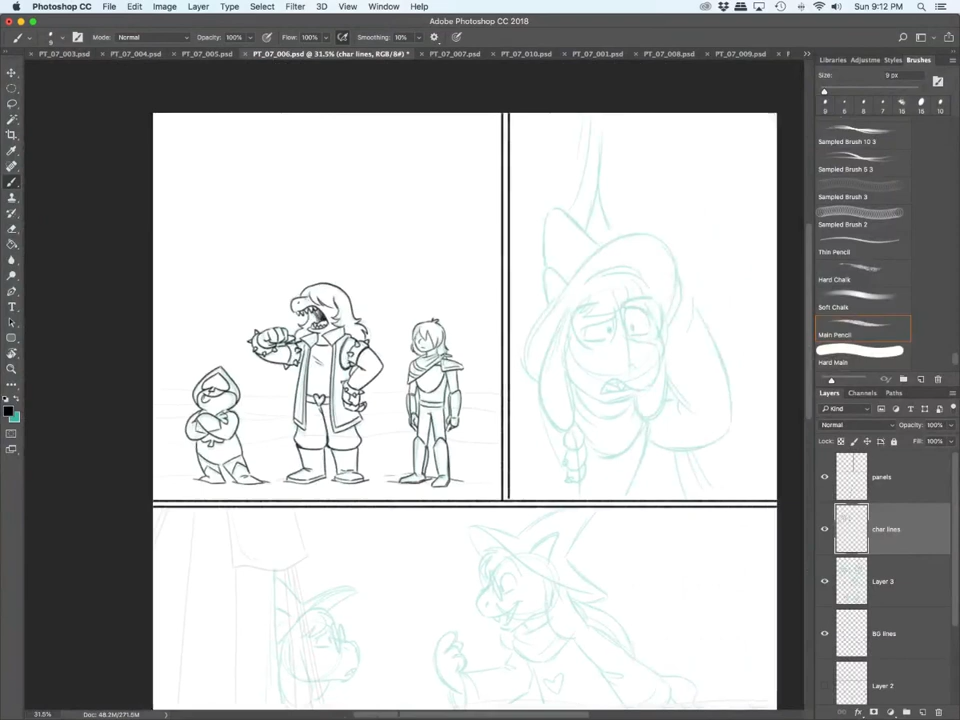 Photoshop CC File Edit Image Layer Type Select Filter 3D View Window Help
Sun 9:12 PM
Adobe Photoshop CC 2018
Mode: Normal Opacity: 100% Flow: 100% Smoothing: 10%
PT_07_003.psd PT_07_004.psd PT_07_005.psd PT_07_006.psd @ 31.5% (char lines, RGB/8#) * PT_07_007.psd PT_07_010.psd PT_07_001.psd PT_07_008.psd PT_07_009.psd
Libraries Adjustme Styles Brushes
Size: 9 px
Sampled Brush 10 3
Sampled Brush 5 3
Sampled Brush 3
Sampled Brush 2
Thin Pencil
Hard Chalk
Soft Chalk
Main Pencil
Hard Main
Layers Channels Paths
Kind
Normal Opacity: 100%
Lock: Fill: 100%
panels
char lines
Layer 3
BG lines
Layer 2
31.5% Doc: 48.2M/271.5M